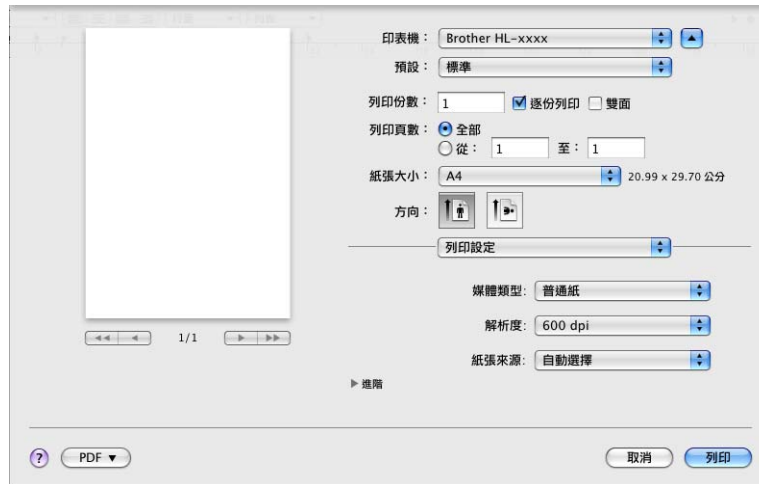 印表機： Brother HL-xxxx
預設： 標準
列印份數： 1 逐份列印 雙面
列印頁數： 全部
從： 1 至： 1
紙張大小： A4 20.99 x 29.70 公分
方向：
列印設定
媒體類型: 普通紙
解析度: 600 dpi
1/1
紙張來源: 自動選擇
進階
? PDF ▼ 取消 列印